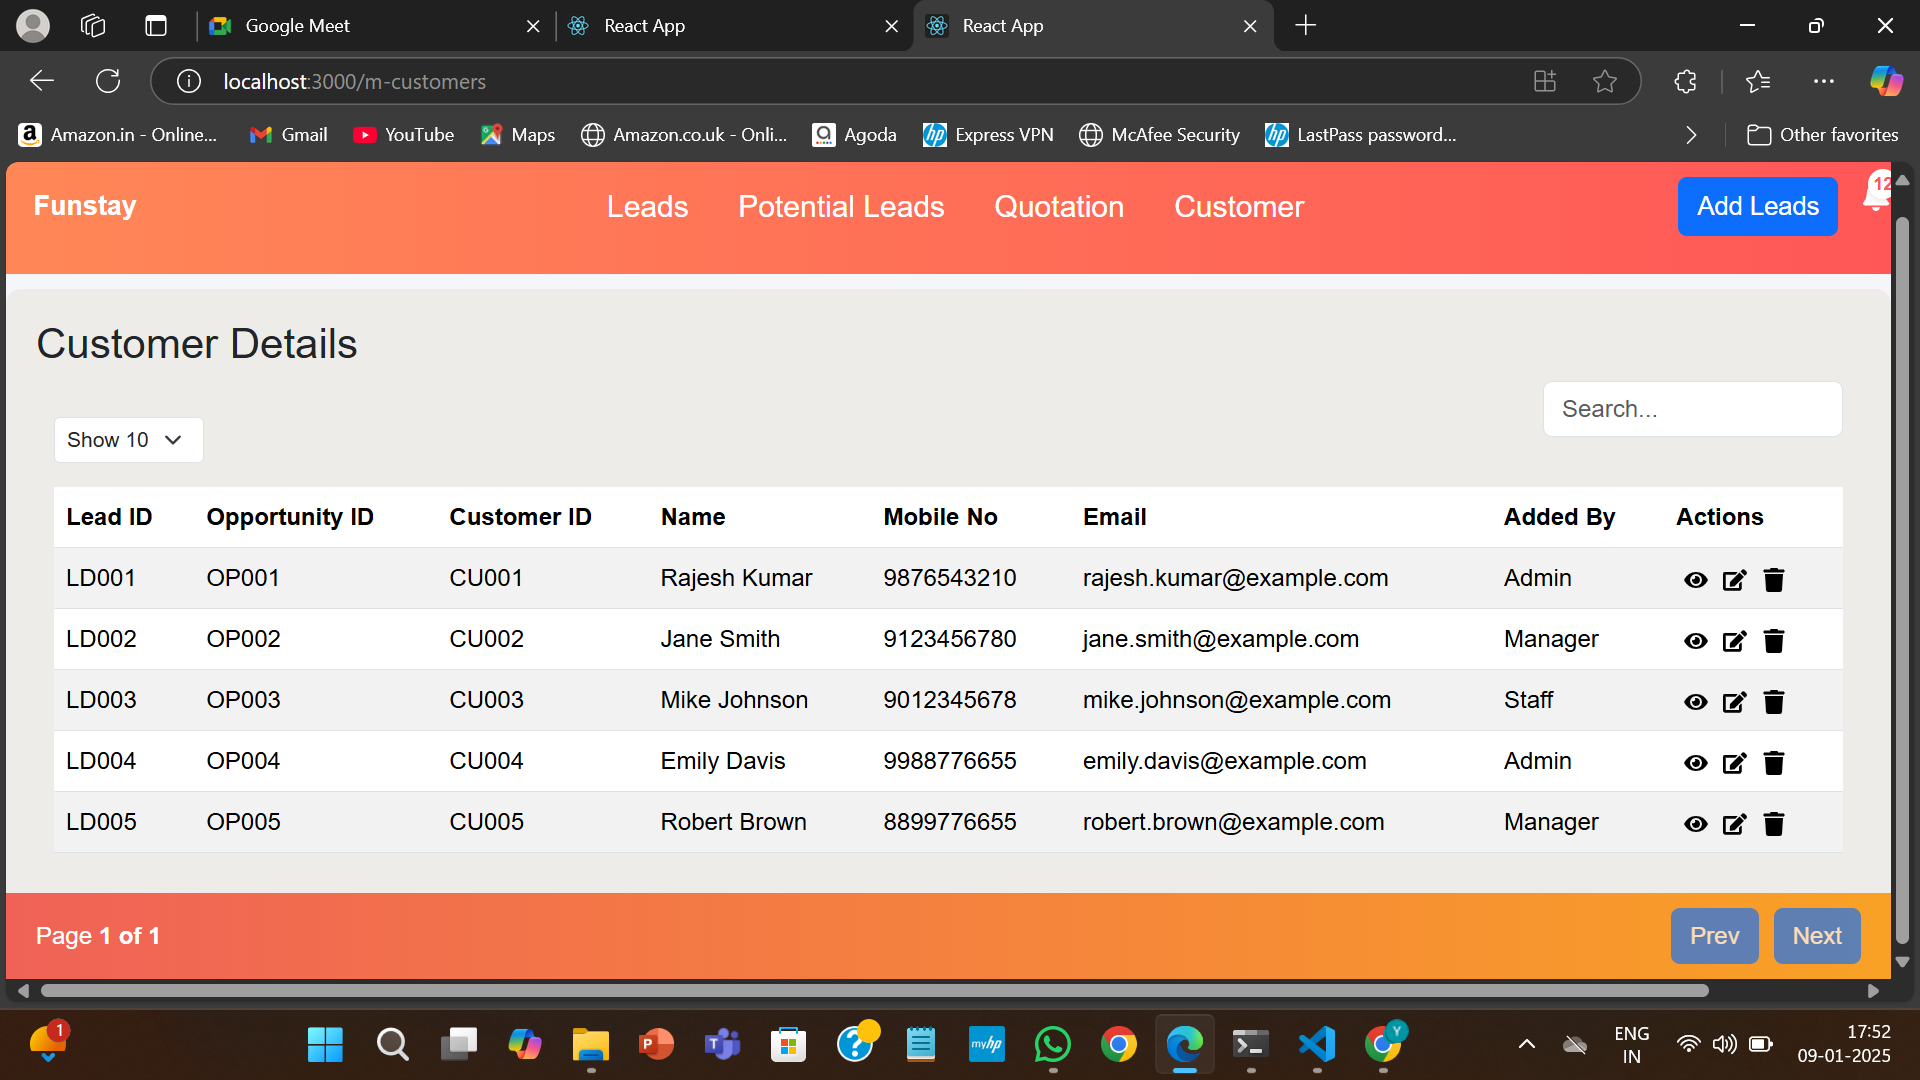 Google Meet
React App
React App
localhost:3000/m-customers
Amazon.in - Online...
Gmail
YouTube
Maps
Amazon.co.uk - Onli...
Agoda
Express VPN
McAfee Security
LastPass password...
Other favorites
Funstay
Leads
Potential Leads
Quotation
Customer
Add Leads
12
Customer Details
Search...
Show 10
Lead ID Opportunity ID Customer ID Name Mobile No Email Added By Actions
LD001 OP001 CU001 Rajesh Kumar 9876543210 rajesh.kumar@example.com Admin
LD002 OP002 CU002 Jane Smith 9123456780 jane.smith@example.com Manager
LD003 OP003 CU003 Mike Johnson 9012345678 mike.johnson@example.com Staff
LD004 OP004 CU004 Emily Davis 9988776655 emily.davis@example.com Admin
LD005 OP005 CU005 Robert Brown 8899776655 robert.brown@example.com Manager
Page 1 of 1
Prev
Next
1
myhp
Y
ENG
IN
17:52
09-01-2025